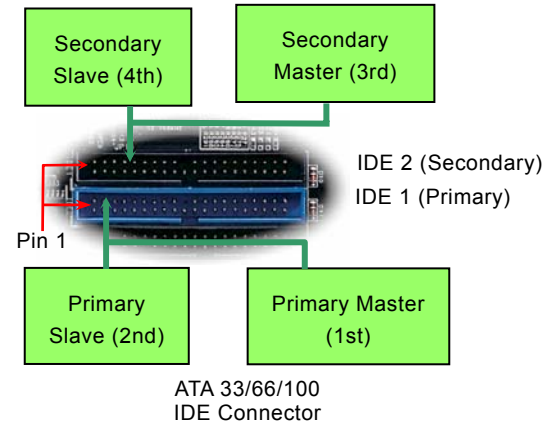 Secondary
Slave (4th)
Secondary
Master (3rd)
IDE 2 (Secondary)
IDE 1 (Primary)
Pin 1
Primary
Slave (2nd)
Primary Master
(1st)
ATA 33/66/100
IDE Connector